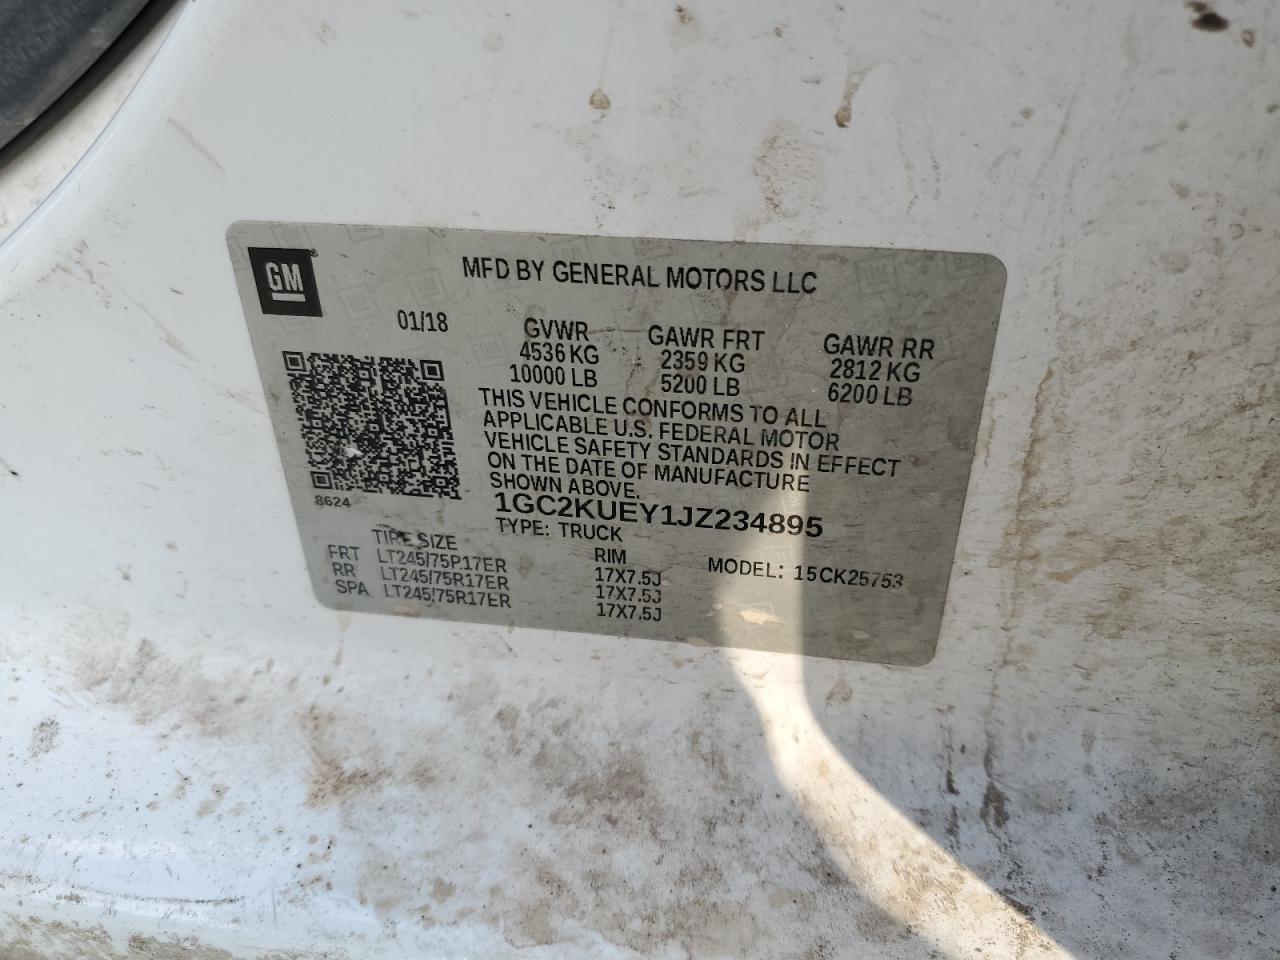 GM®
MFD BY GENERAL MOTORS LLC
01/18
GVWR GAWR FRT GAWR RR
4536 KG 2359 KG 2812 KG
10000 LB 5200 LB 6200 LB
THIS VEHICLE CONFORMS TO ALL
APPLICABLE U.S. FEDERAL MOTOR
VEHICLE SAFETY STANDARDS IN EFFECT
ON THE DATE OF MANUFACTURE
SHOWN ABOVE.
8624
1GC2KUEY1JZ234895
TYPE: TRUCK
TIRE SIZE RIM MODEL: 15CK25753
FRT LT245/75R17ER 17X7.5J
RR LT245/75R17ER 17X7.5J
SPA LT245/75R17ER 17X7.5J